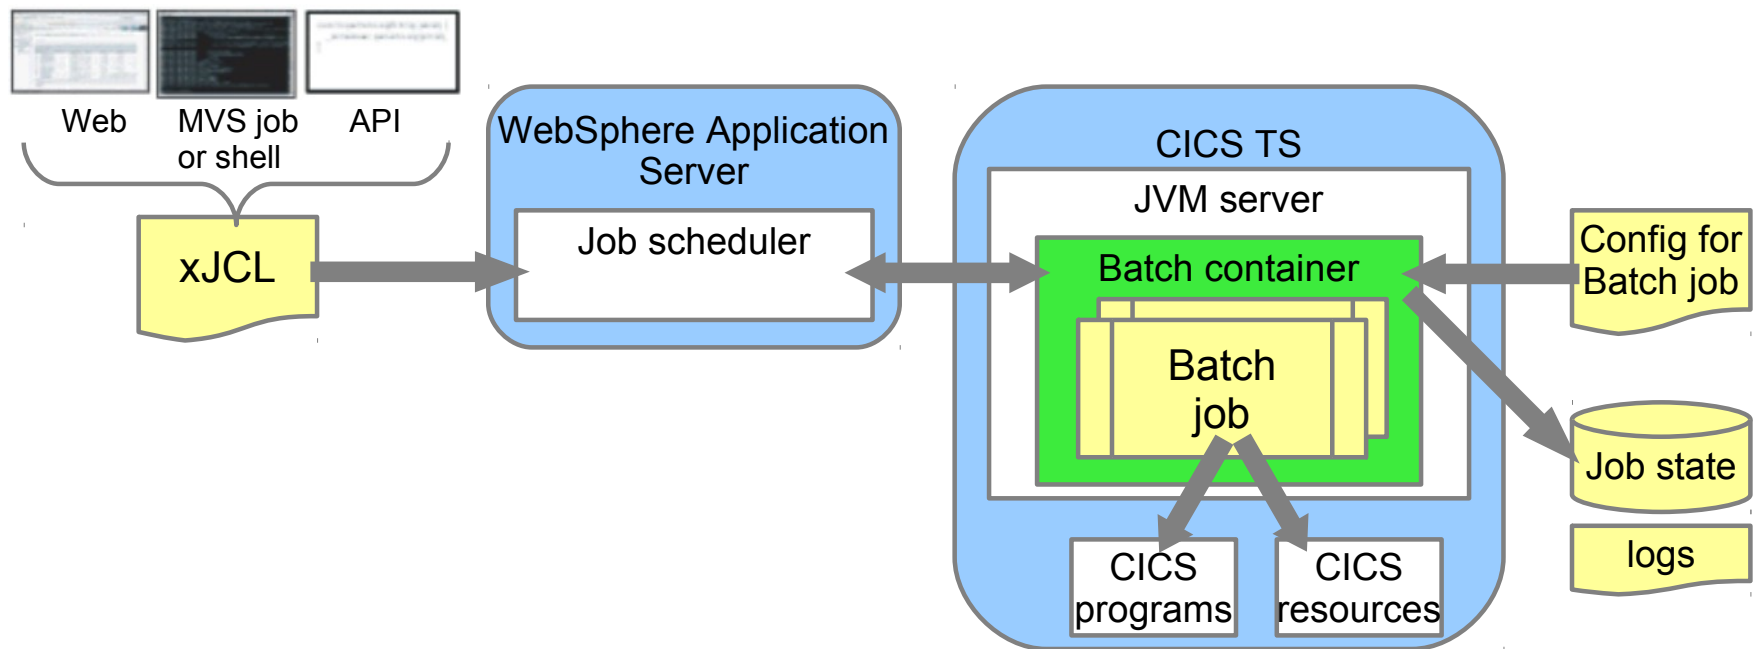 Web
MVS job
or shell
API
xJCL
WebSphere Application
Server
Job scheduler
CICS TS
JVM server
Batch container
Batch
job
CICS
programs
CICS
resources
Config for
Batch job
Job state
logs